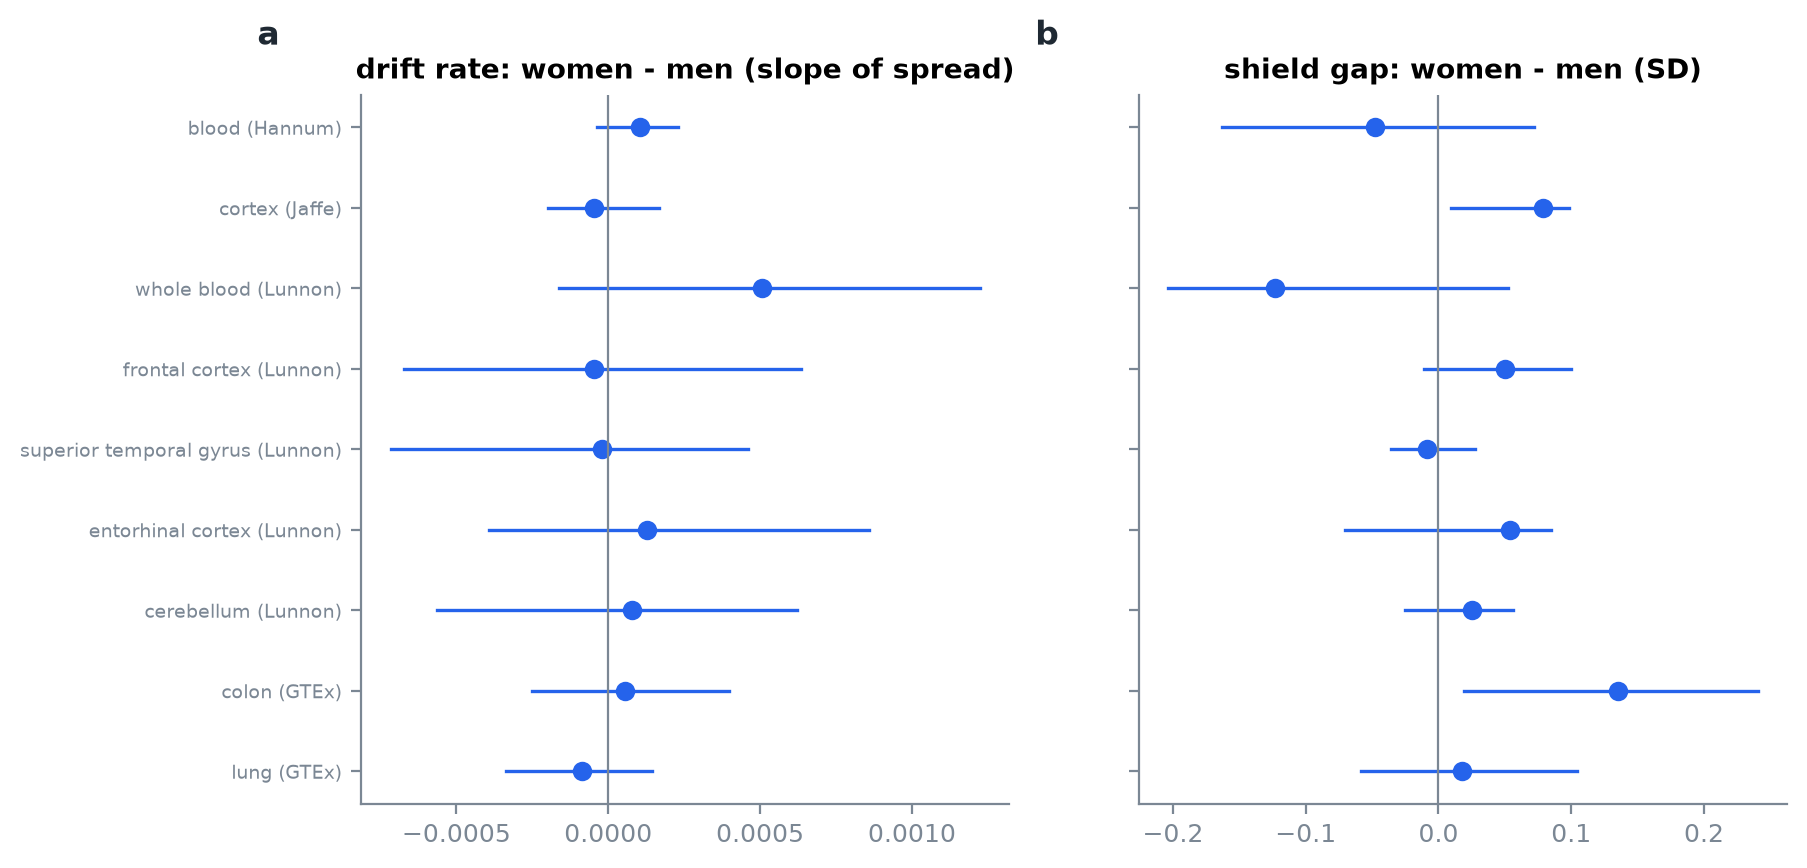 a
drift rate: women - men (slope of spread)
blood (Hannum)
cortex (Jaffe)
whole blood (Lunnon)
frontal cortex (Lunnon)
superior temporal gyrus (Lunnon)
entorhinal cortex (Lunnon)
cerebellum (Lunnon)
colon (GTEx)
lung (GTEx)
−0.0005 0.0000 0.0005 0.0010
b
shield gap: women - men (SD)
−0.2 −0.1 0.0 0.1 0.2